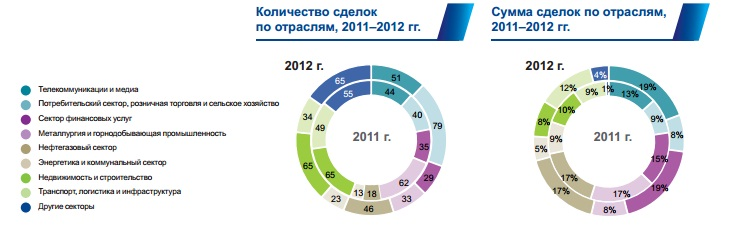 Количество сделок
по отраслям, 2011–2012 гг.
Сумма сделок по отраслям,
2011–2012 гг.
Телекоммуникации и медиа
Потребительский сектор, розничная торговля и сельское хозяйство
Сектор финансовых услуг
Металлургия и горнодобывающая промышленность
Нефтегазовый сектор
Энергетика и коммунальный сектор
Недвижимость и строительство
Транспорт, логистика и инфраструктура
Другие секторы
2012 г.
51
79
29
33
46
23
65
34
65
2011 г.
44
40
35
62
18
13
65
49
55
2012 г.
19%
8%
19%
8%
17%
5%
8%
12%
4%
2011 г.
13%
9%
15%
17%
17%
9%
10%
9%
1%